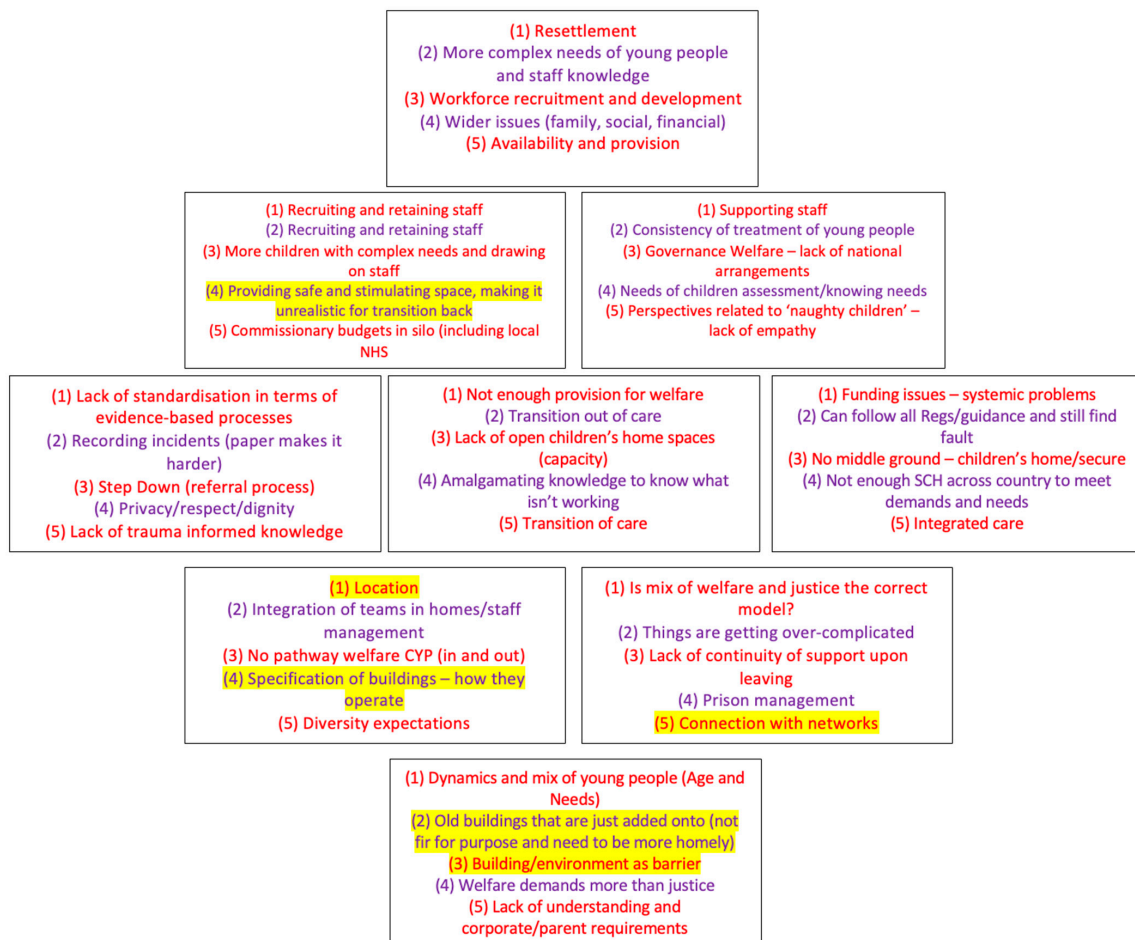 (1) Resettlement
(2) More complex needs of young people
and staff knowledge
(3) Workforce recruitment and development
(4) Wider issues (family, social, financial)
(5) Availability and provision
(1) Recruiting and retaining staff
(2) Recruiting and retaining staff
(3) More children with complex needs and drawing
on staff
(4) Providing safe and stimulating space, making it
unrealistic for transition back
(5) Commissionary budgets in silo (including local
NHS
(1) Supporting staff
(2) Consistency of treatment of young people
(3) Governance Welfare – lack of national
arrangements
(4) Needs of children assessment/knowing needs
(5) Perspectives related to ‘naughty children’ –
lack of empathy
(1) Lack of standardisation in terms of
evidence-based processes
(2) Recording incidents (paper makes it
harder)
(3) Step Down (referral process)
(4) Privacy/respect/dignity
(5) Lack of trauma informed knowledge
(1) Not enough provision for welfare
(2) Transition out of care
(3) Lack of open children’s home spaces
(capacity)
(4) Amalgamating knowledge to know what
isn’t working
(5) Transition of care
(1) Funding issues – systemic problems
(2) Can follow all Regs/guidance and still find
fault
(3) No middle ground – children’s home/secure
(4) Not enough SCH across country to meet
demands and needs
(5) Integrated care
(1) Location
(2) Integration of teams in homes/staff
management
(3) No pathway welfare CYP (in and out)
(4) Specification of buildings – how they
operate
(5) Diversity expectations
(1) Is mix of welfare and justice the correct
model?
(2) Things are getting over-complicated
(3) Lack of continuity of support upon
leaving
(4) Prison management
(5) Connection with networks
(1) Dynamics and mix of young people (Age and
Needs)
(2) Old buildings that are just added onto (not
fir for purpose and need to be more homely)
(3) Building/environment as barrier
(4) Welfare demands more than justice
(5) Lack of understanding and
corporate/parent requirements